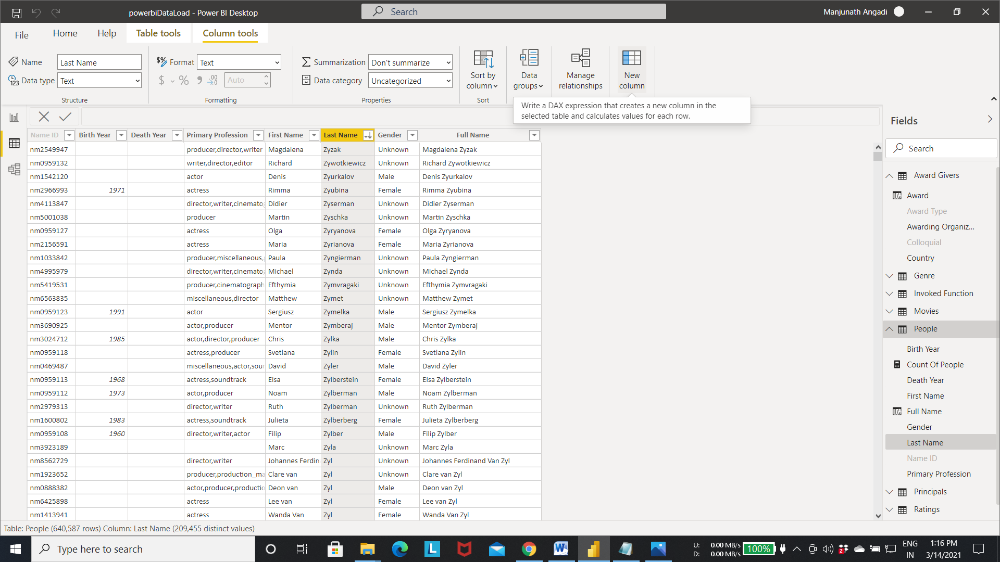 powerbiDataLoad - Power BI Desktop
Search
Manjunath Angadi
File
Home
Help
Table tools
Column tools
Name
Last Name
Data type
Text
Structure
Format
Text
$
%
Auto
Formatting
Summarization
Don't summarize
Data category
Uncategorized
Properties
Sort by
column
Sort
Data
groups
Manage
relationships
New
column
Write a DAX expression that creates a new column in the
selected table and calculates values for each row.
Name ID Birth Year Death Year Primary Profession First Name Last Name Gender Full Name
nm2549947 producer,director,writer Magdalena Zyzak Unknown Magdalena Zyzak
nm0959132 writer,director,editor Richard Zywotkiewicz Unknown Richard Zywotkiewicz
nm1542120 actor Denis Zyurkalov Male Denis Zyurkalov
nm2966993 1971 actress Rimma Zyubina Female Rimma Zyubina
nm4113847 director,writer,cinematog Didier Zyserman Unknown Didier Zyserman
nm5001038 producer Martin Zyschka Unknown Martin Zyschka
nm0959127 actress Olga Zyryanova Female Olga Zyryanova
nm2156591 actress Maria Zyrianova Female Maria Zyrianova
nm1033842 producer,miscellaneous, Paula Zyngierman Unknown Paula Zyngierman
nm4995979 director,writer,cinematog Michael Zynda Unknown Michael Zynda
nm5419531 producer,cinematograph Efthymia Zymvragaki Unknown Efthymia Zymvragaki
nm6563835 miscellaneous,director Matthew Zymet Unknown Matthew Zymet
nm0959123 1991 actor Sergiusz Zymelka Male Sergiusz Zymelka
nm3690925 actor,producer Mentor Zymberaj Male Mentor Zymberaj
nm3024712 1985 actor,director,producer Chris Zylka Male Chris Zylka
nm0959118 actress,producer Svetlana Zylin Female Svetlana Zylin
nm0469487 miscellaneous,actor,sour David Zyler Male David Zyler
nm0959113 1968 actress,soundtrack Elsa Zylberstein Female Elsa Zylberstein
nm0959112 1973 actor,producer Noam Zylberman Male Noam Zylberman
nm2979313 director,writer Ruth Zylberman Unknown Ruth Zylberman
nm1600802 1983 actress,soundtrack Julieta Zylberberg Female Julieta Zylberberg
nm0959108 1960 director,writer,actor Filip Zylber Male Filip Zylber
nm3923189 Marc Zyla Unknown Marc Zyla
nm8562729 director,writer Johannes Ferdin Zyl Unknown Johannes Ferdinand Van Zyl
nm1923652 producer,production_ma Clare van Zyl Unknown Clare van Zyl
nm0888382 actor,producer,productio Deon van Zyl Male Deon van Zyl
nm6425898 actress Lee van Zyl Female Lee van Zyl
nm1413941 actress Wanda Van Zyl Female Wanda Van Zyl
Fields
Search
Award Givers
Award
Award Type
Awarding Organiz...
Colloquial
Country
Genre
Invoked Function
Movies
People
Birth Year
Count Of People
Death Year
First Name
Full Name
Gender
Last Name
Name ID
Primary Profession
Principals
Ratings
Table: People (640,587 rows) Column: Last Name (209,455 distinct values)
Type here to search
U: 0.00 MB/s
D: 0.00 MB/s
100%
2
ENG
IN
1:16 PM
3/14/2021